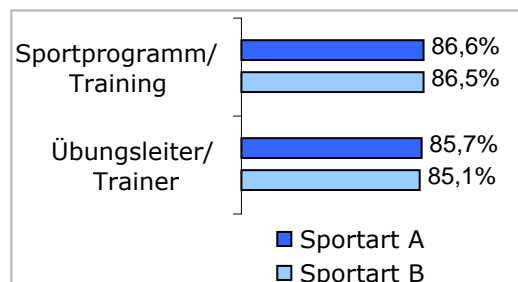 Sportprogramm/
Training
86,6%
86,5%
Übungsleiter/
Trainer
85,7%
85,1%
Sportart A
Sportart B